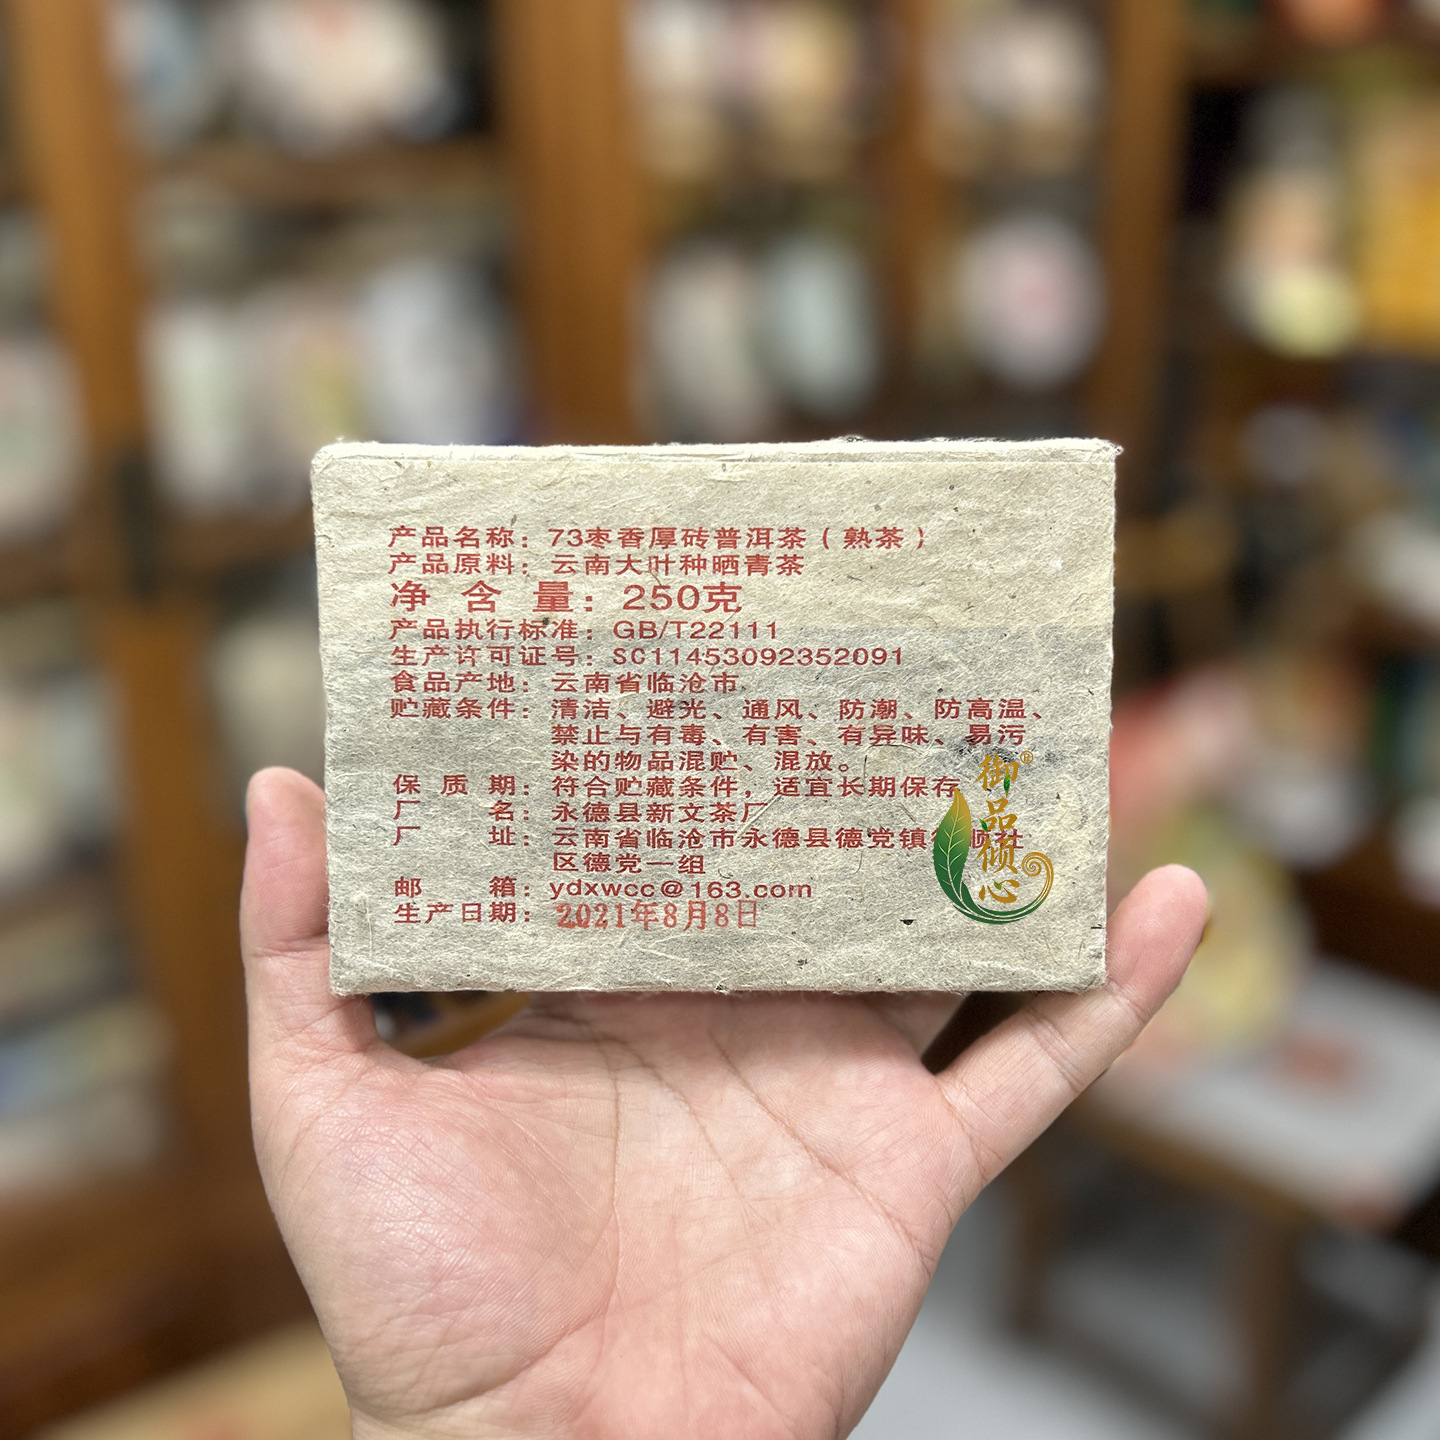 产品名称：73枣香厚砖普洱茶（熟茶）
产品原料：云南大叶种晒青茶
净含量：250克
产品执行标准：GB/T22111
生产许可证号：SC11453092352091
食品产地：云南省临沧市
贮藏条件：清洁、避光、通风、防潮、防高温、
禁止与有毒、有害、有异味、易污
染的物品混贮、混放。
保质期：符合贮藏条件，适宜长期保存
厂名：永德县新文茶厂
厂址：云南省临沧市永德县德党镇 顺社
区德党一组
邮箱：ydxwcc@163.com
生产日期：2021年8月8日
御品倾心®